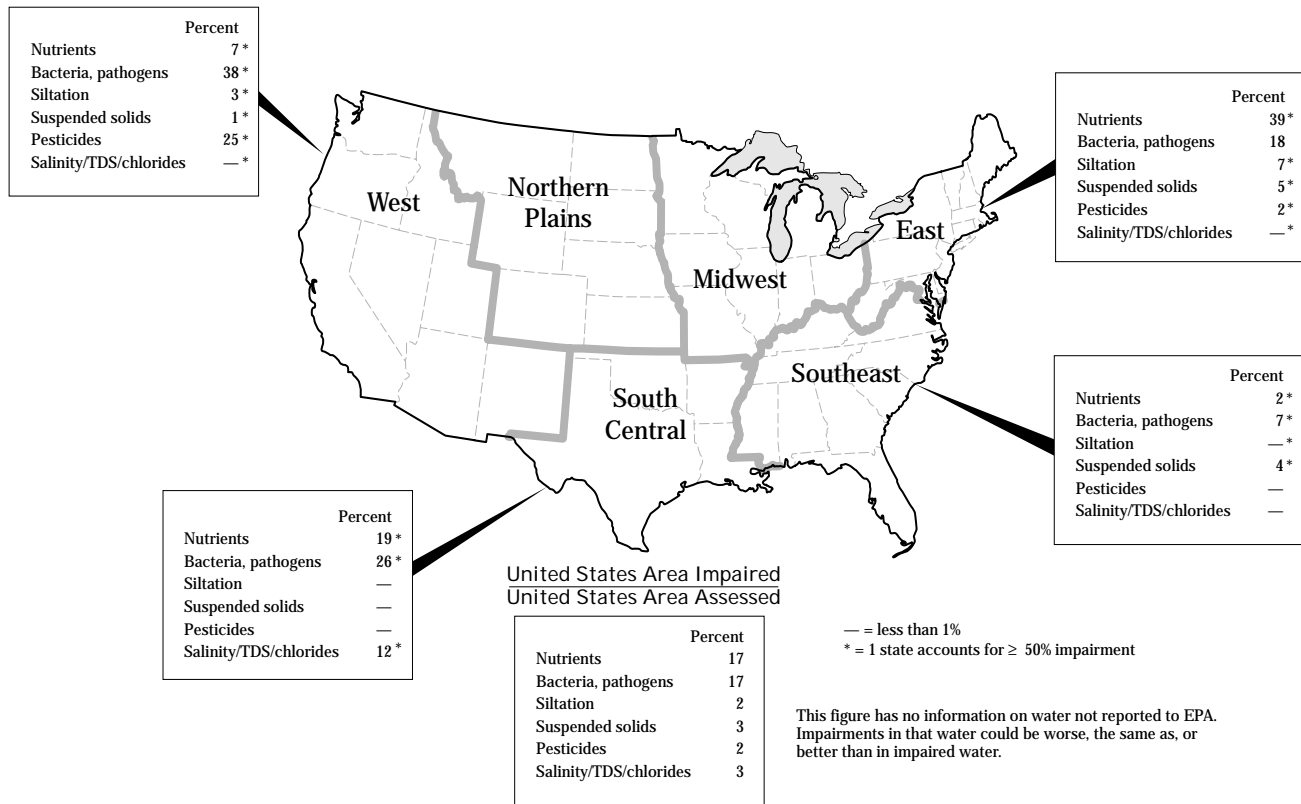 Percent
Nutrients 7 *
Bacteria, pathogens 38 *
Siltation 3 *
Suspended solids 1 *
Pesticides 25 *
Salinity/TDS/chlorides — *
Percent
Nutrients 39 *
Bacteria, pathogens 18
Siltation 7 *
Suspended solids 5 *
Pesticides 2 *
Salinity/TDS/chlorides — *
West
Northern
Plains
Midwest
East
South
Central
Southeast
Percent
Nutrients 2 *
Bacteria, pathogens 7 *
Siltation — *
Suspended solids 4 *
Pesticides —
Salinity/TDS/chlorides —
Percent
Nutrients 19 *
Bacteria, pathogens 26 *
Siltation —
Suspended solids —
Pesticides —
Salinity/TDS/chlorides 12 *
United States Area Impaired
United States Area Assessed
Percent
Nutrients 17
Bacteria, pathogens 17
Siltation 2
Suspended solids 3
Pesticides 2
Salinity/TDS/chlorides 3
— = less than 1%
* = 1 state accounts for ≥ 50% impairment
This figure has no information on water not reported to EPA.
Impairments in that water could be worse, the same as, or
better than in impaired water.